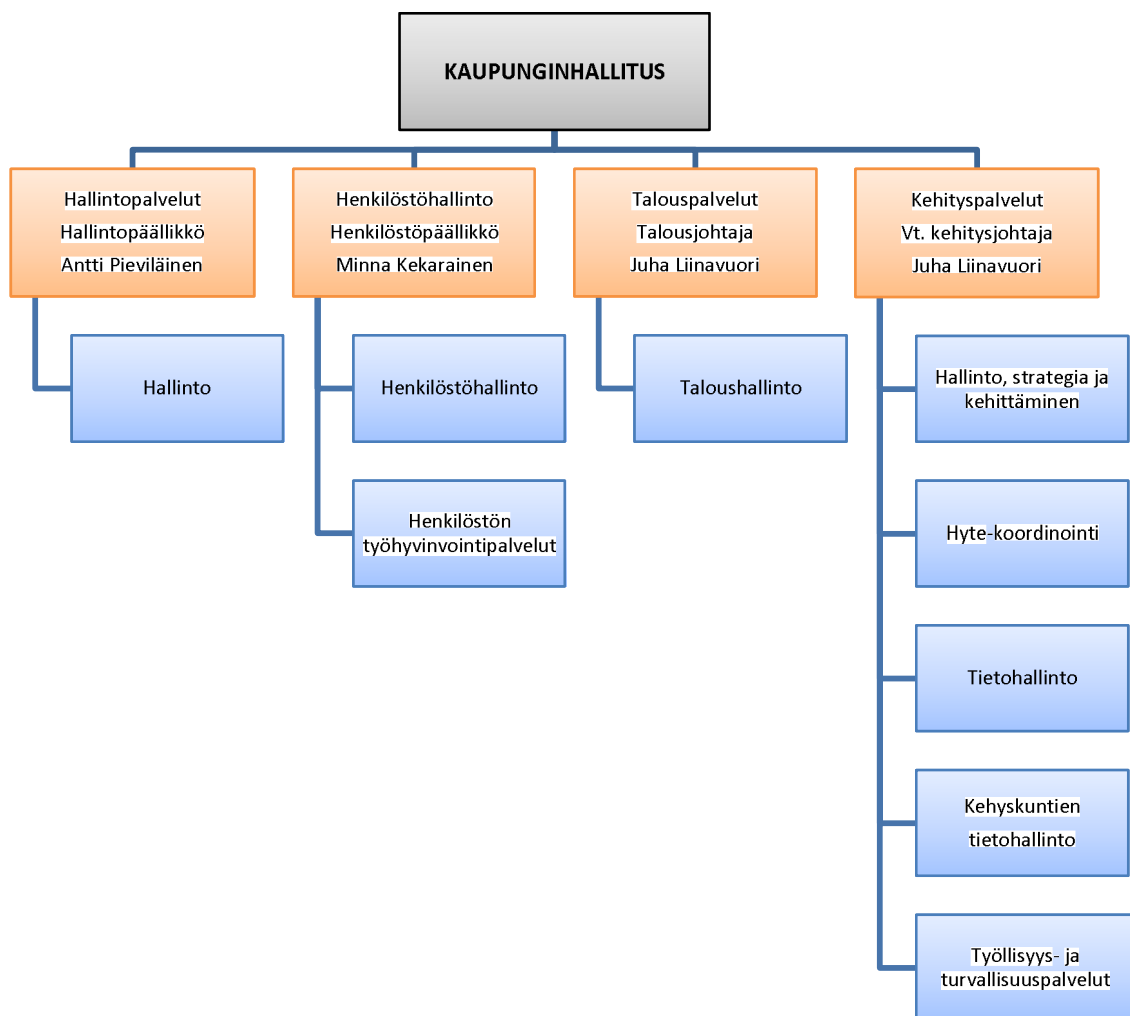 KAUPUNGINHALLITUS
Hallintopalvelut
Hallintopäällikkö
Antti Pieviläinen
Henkilöstöhallinto
Henkilöstöpäällikkö
Minna Kekarainen
Talouspalvelut
Talousjohtaja
Juha Liinavuori
Kehityspalvelut
Vt. kehitysjohtaja
Juha Liinavuori
Hallinto
Henkilöstöhallinto
Henkilöstön
työhyvinvointipalvelut
Taloushallinto
Hallinto, strategia ja
kehittäminen
Hyte-koordinointi
Tietohallinto
Kehyskuntien
tietohallinto
Työllisyys- ja
turvallisuuspalvelut